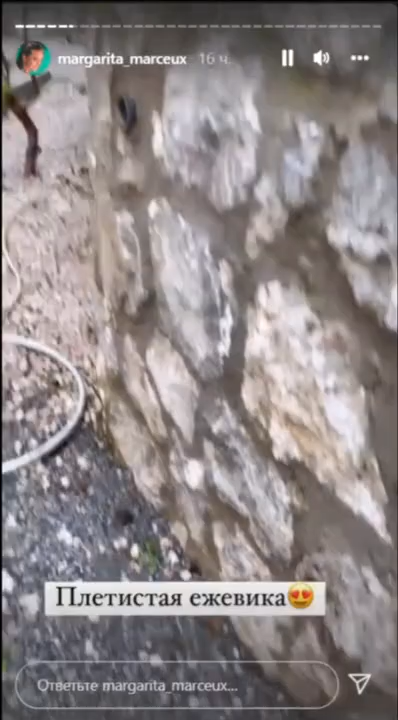 margarita_marceux 16 ч.
Плетистая ежевика😍
Ответьте margarita_marceux...